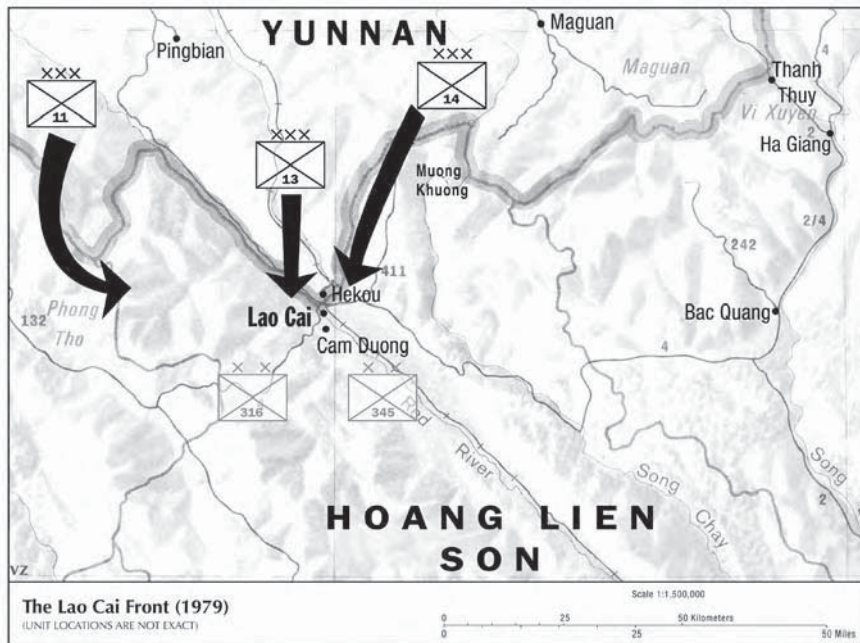 YUNNAN
Pingbian
Maguan
Maguan
Thanh
Thuy
Vi Xuyen
Ha Giang
4
2
XXX
11
XXX
13
XXX
14
Muong
Khuong
2/4
242
Hekou
411
Lao Cai
Bac Quang
Phong
Tho
132
Cam Duong
4
XX
316
XX
345
Red
River
Song
Chay
Song
2
HOANG LIEN
SON
VZ
The Lao Cai Front (1979)
(UNIT LOCATIONS ARE NOT EXACT)
Scale 1:1,500,000
0 25 50 Kilometers
0 25 50 Miles